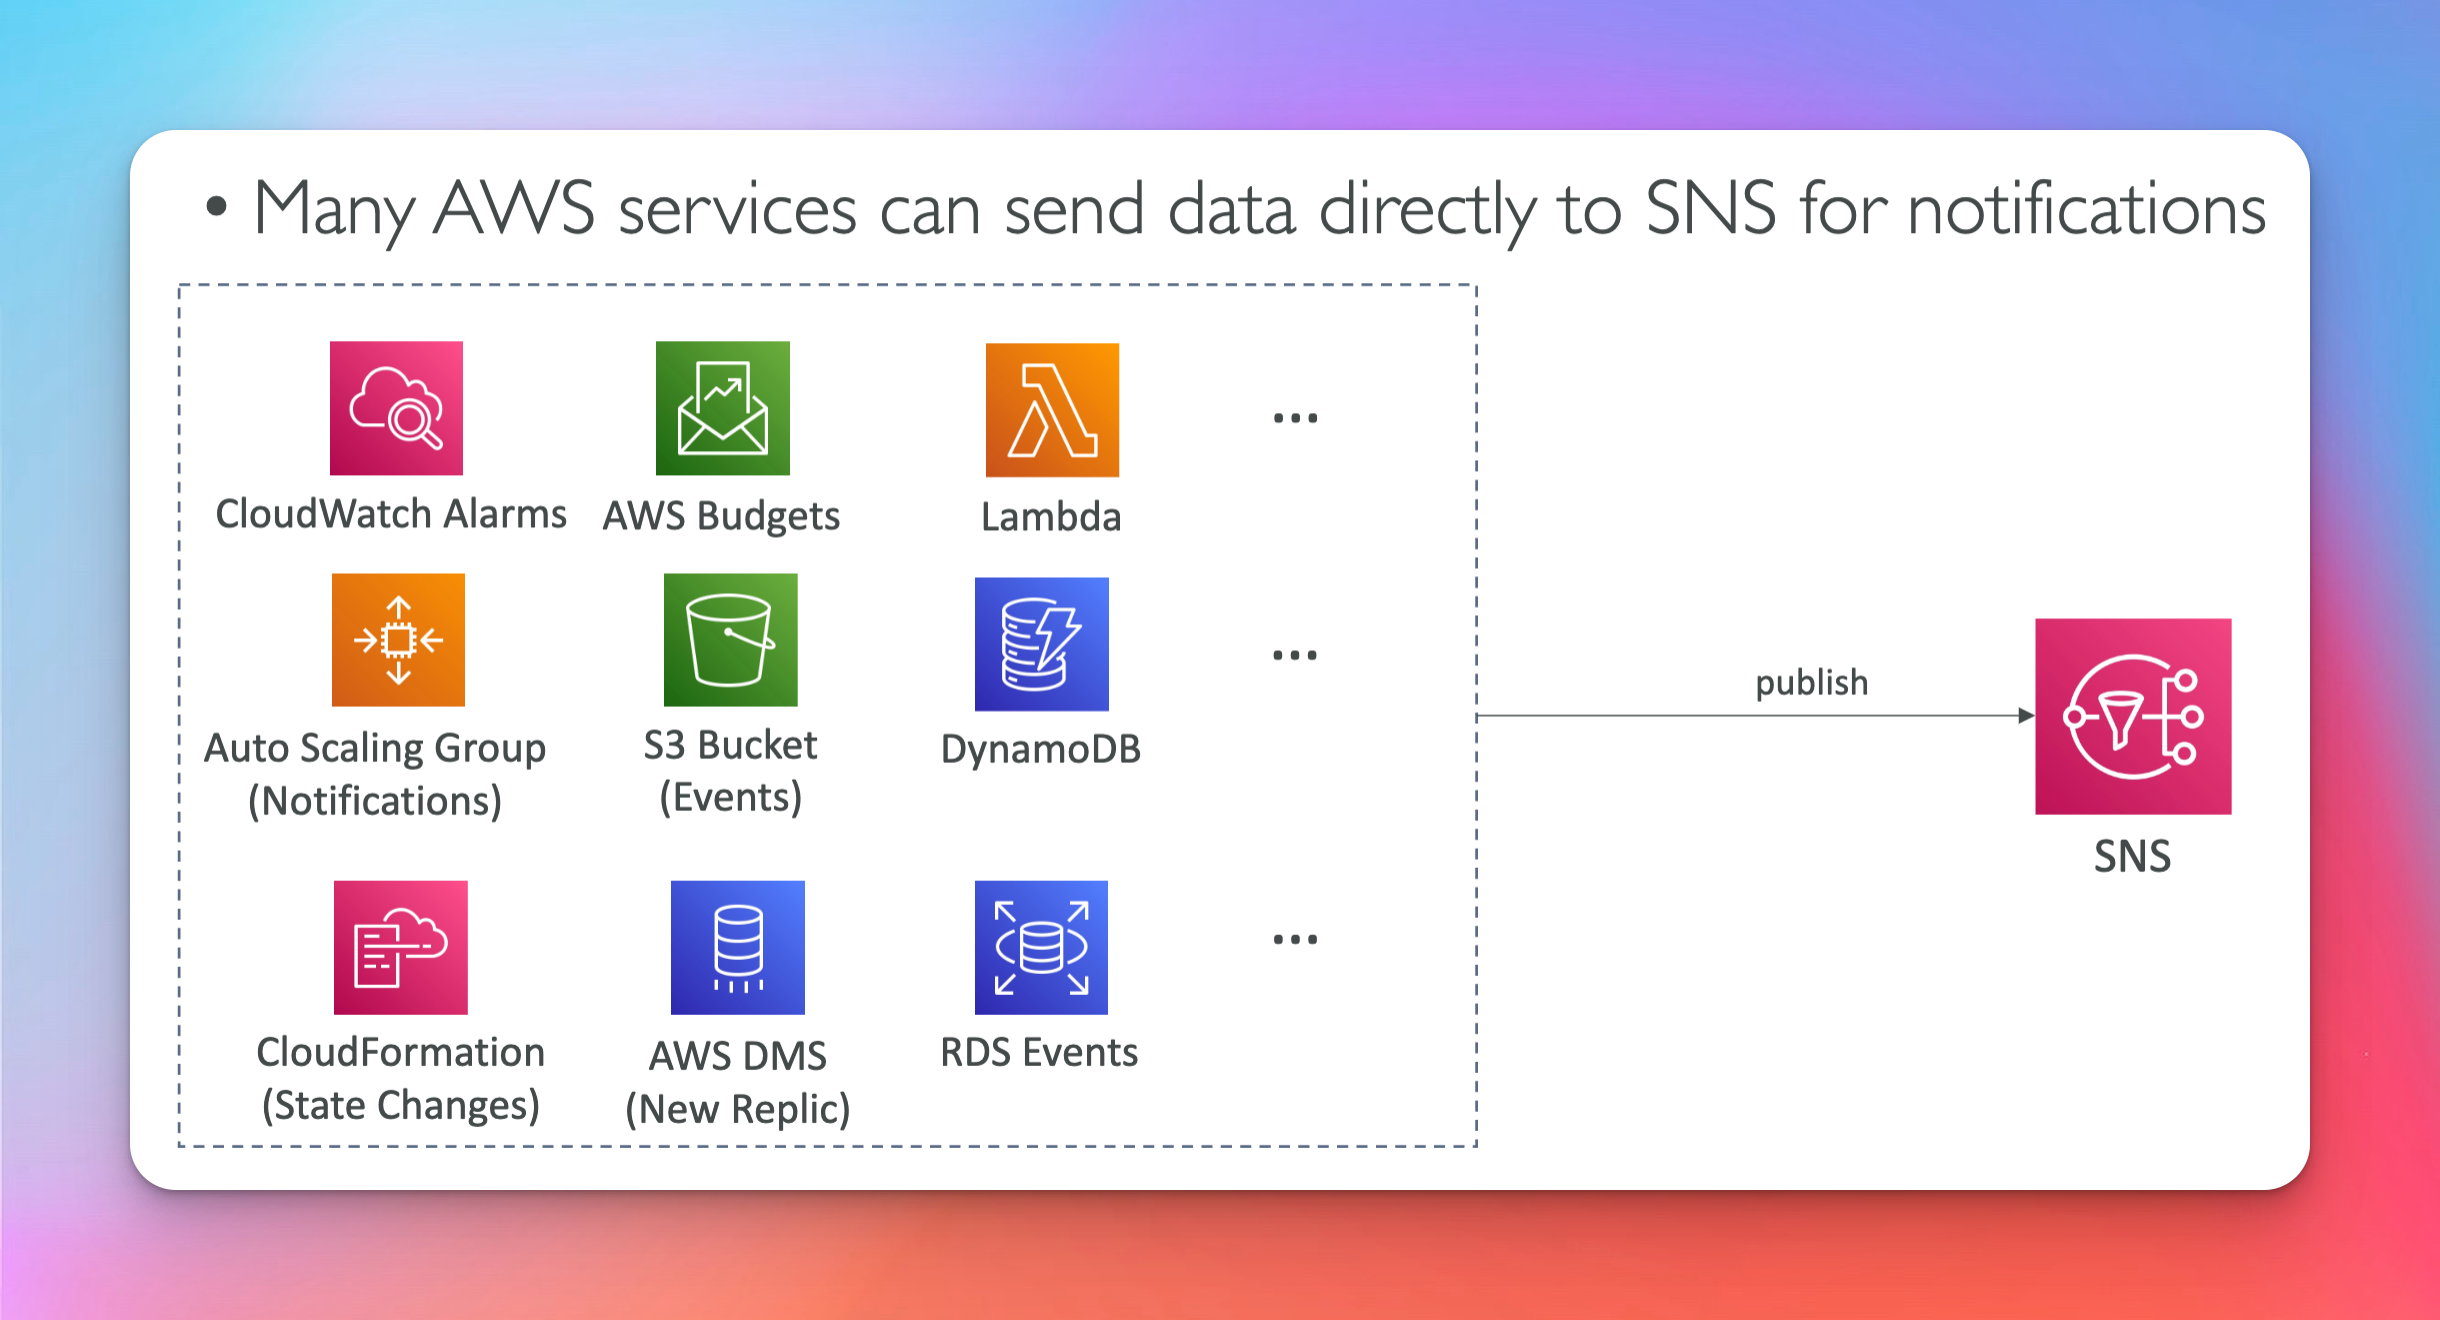 • Many AWS services can send data directly to SNS for notifications
CloudWatch Alarms
AWS Budgets
Lambda
...
Auto Scaling Group
(Notifications)
S3 Bucket
(Events)
DynamoDB
...
CloudFormation
(State Changes)
AWS DMS
(New Replic)
RDS Events
...
publish
SNS